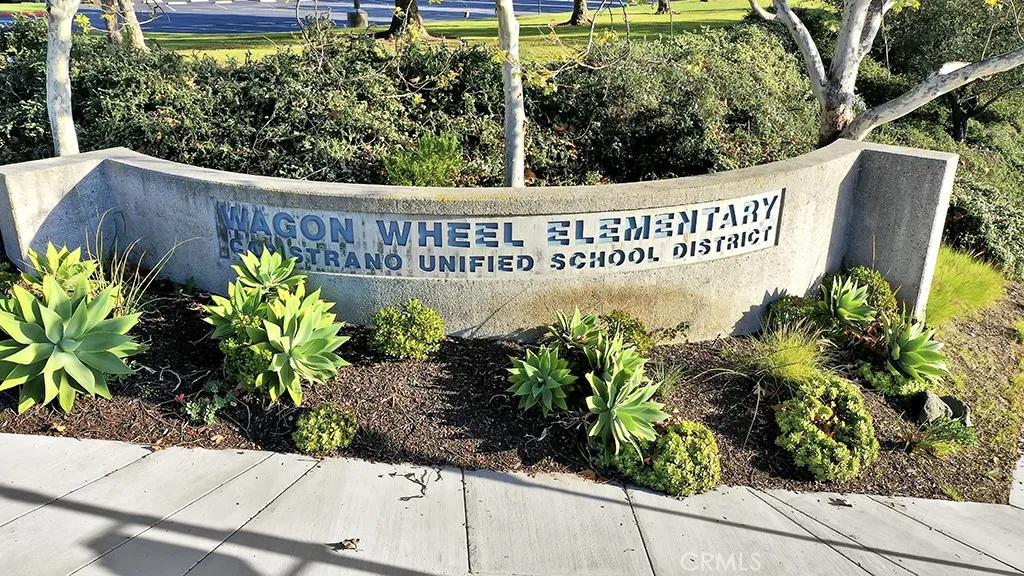 WAGON WHEEL ELEMENTARY
CAPISTRANO UNIFIED SCHOOL DISTRICT
CRMLS